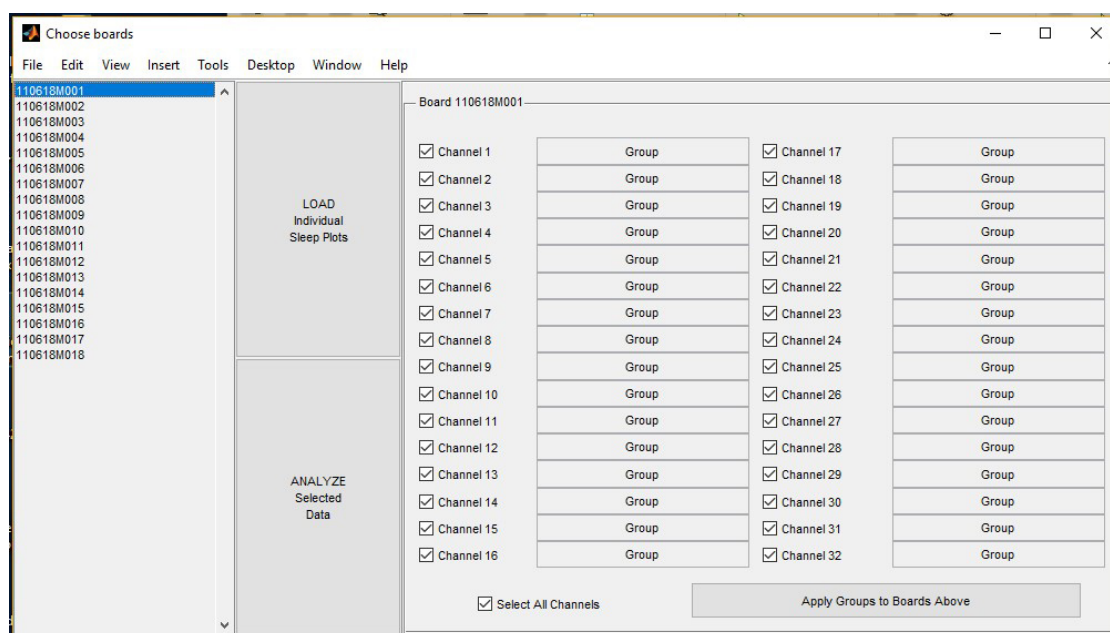 Choose boards
File Edit View Insert Tools Desktop Window Help
110618M001
110618M002
110618M003
110618M004
110618M005
110618M006
110618M007
110618M008
110618M009
110618M010
110618M011
110618M012
110618M013
110618M014
110618M015
110618M016
110618M017
110618M018
LOAD
Individual
Sleep Plots
ANALYZE
Selected
Data
Board 110618M001
Channel 1 Group Channel 17 Group
Channel 2 Group Channel 18 Group
Channel 3 Group Channel 19 Group
Channel 4 Group Channel 20 Group
Channel 5 Group Channel 21 Group
Channel 6 Group Channel 22 Group
Channel 7 Group Channel 23 Group
Channel 8 Group Channel 24 Group
Channel 9 Group Channel 25 Group
Channel 10 Group Channel 26 Group
Channel 11 Group Channel 27 Group
Channel 12 Group Channel 28 Group
Channel 13 Group Channel 29 Group
Channel 14 Group Channel 30 Group
Channel 15 Group Channel 31 Group
Channel 16 Group Channel 32 Group
Select All Channels Apply Groups to Boards Above